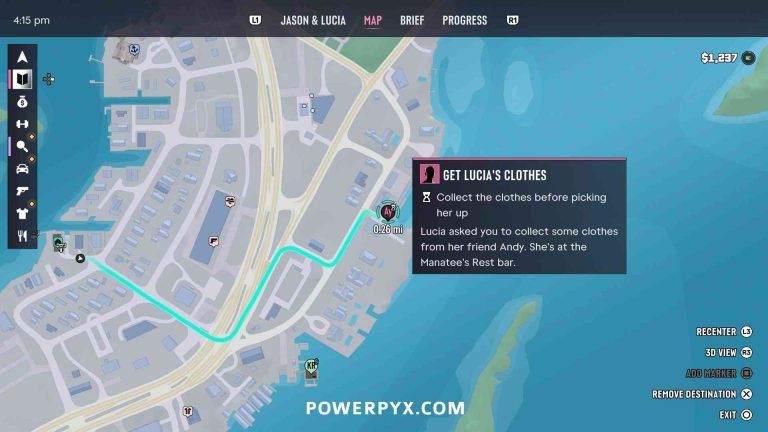 4:15 pm
L1 JASON & LUCIA MAP BRIEF PROGRESS R1
$1,237
GET LUCIA'S CLOTHES
Collect the clothes before picking
her up
Lucia asked you to collect some clothes
from her friend Andy. She's at the
Manatee's Rest bar.
Ay
0.26 mi
KR
RECENTER L3
3D VIEW R3
ADD MARKER
REMOVE DESTINATION
EXIT
POWERPYX.COM